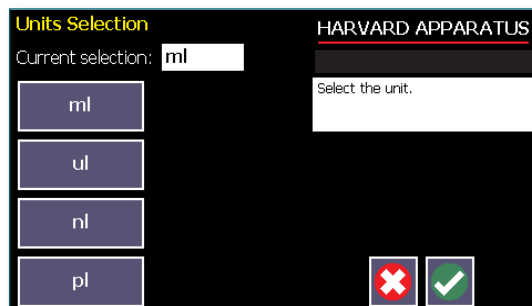 Units Selection
HARVARD APPARATUS
Current selection: ml
Select the unit.
ml
ul
nl
pl